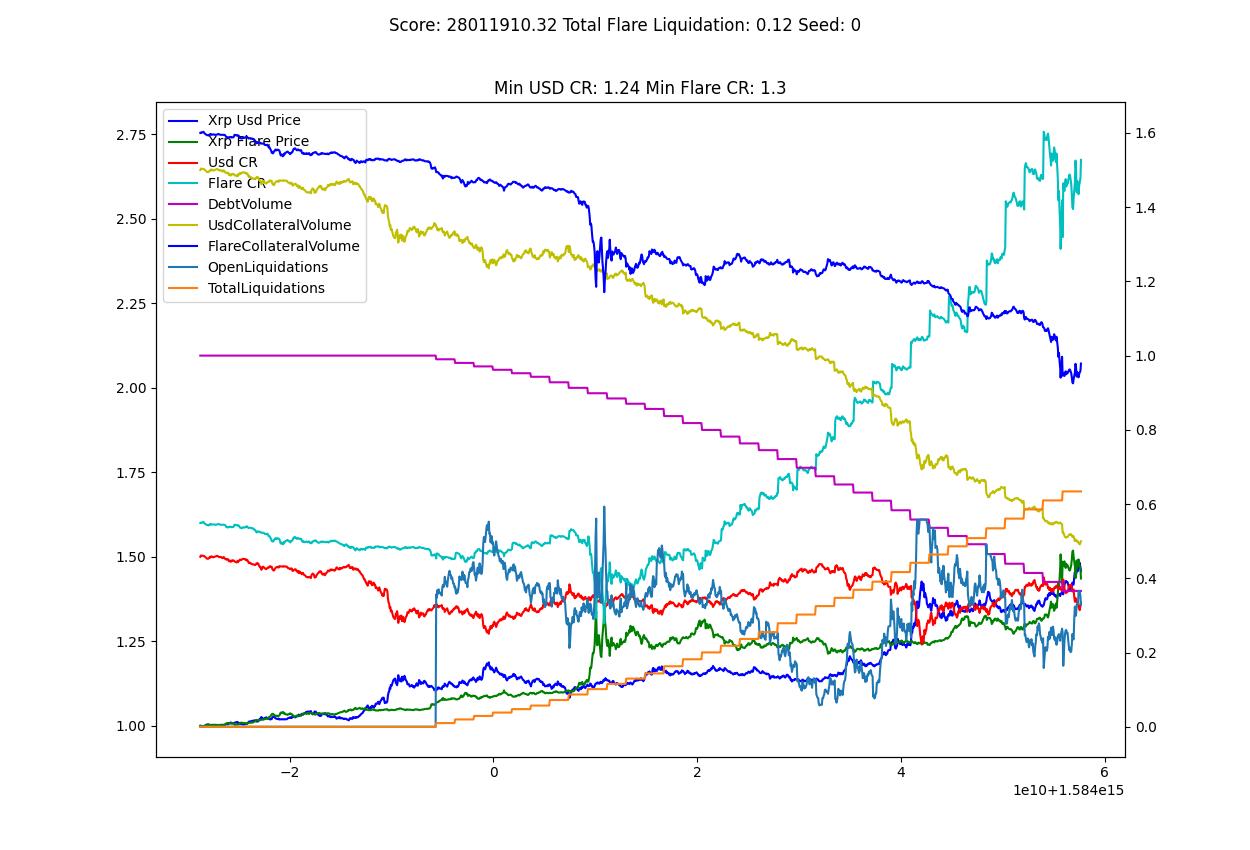 Score: 28011910.32 Total Flare Liquidation: 0.12 Seed: 0
Min USD CR: 1.24 Min Flare CR: 1.3
Xrp Usd Price
Xrp Flare Price
Usd CR
Flare CR
DebtVolume
UsdCollateralVolume
FlareCollateralVolume
OpenLiquidations
TotalLiquidations
2.75
2.50
2.25
2.00
1.75
1.50
1.25
1.00
1.6
1.4
1.2
1.0
0.8
0.6
0.4
0.2
0.0
−2 0 2 4 6
1e10+1.584e15